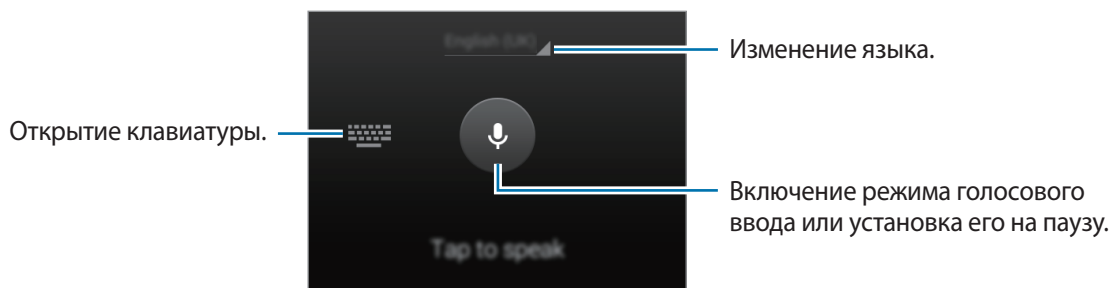 English (UK)
Изменение языка.
Открытие клавиатуры.
Включение режима голосового
ввода или установка его на паузу.
Tap to speak